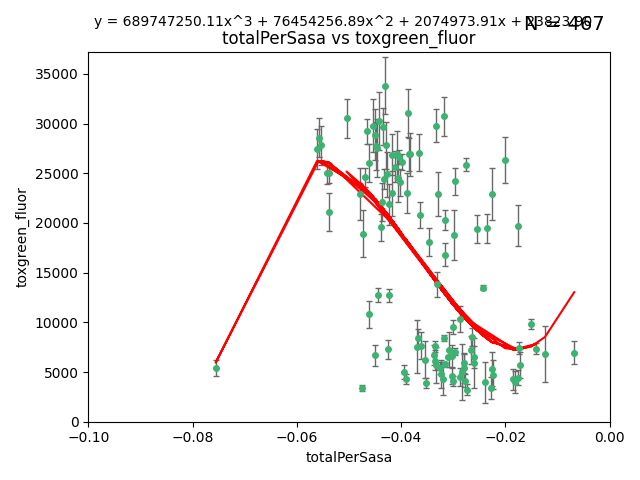 y = 689747250.11x^3 + 76454256.89x^2 + 2074973.91x +
N = 467
totalPerSasa vs toxgreen_fluor
35000
30000
25000
20000
15000
10000
5000
0
toxgreen_fluor
−0.10 −0.08 −0.06 −0.04 −0.02 0.00
totalPerSasa